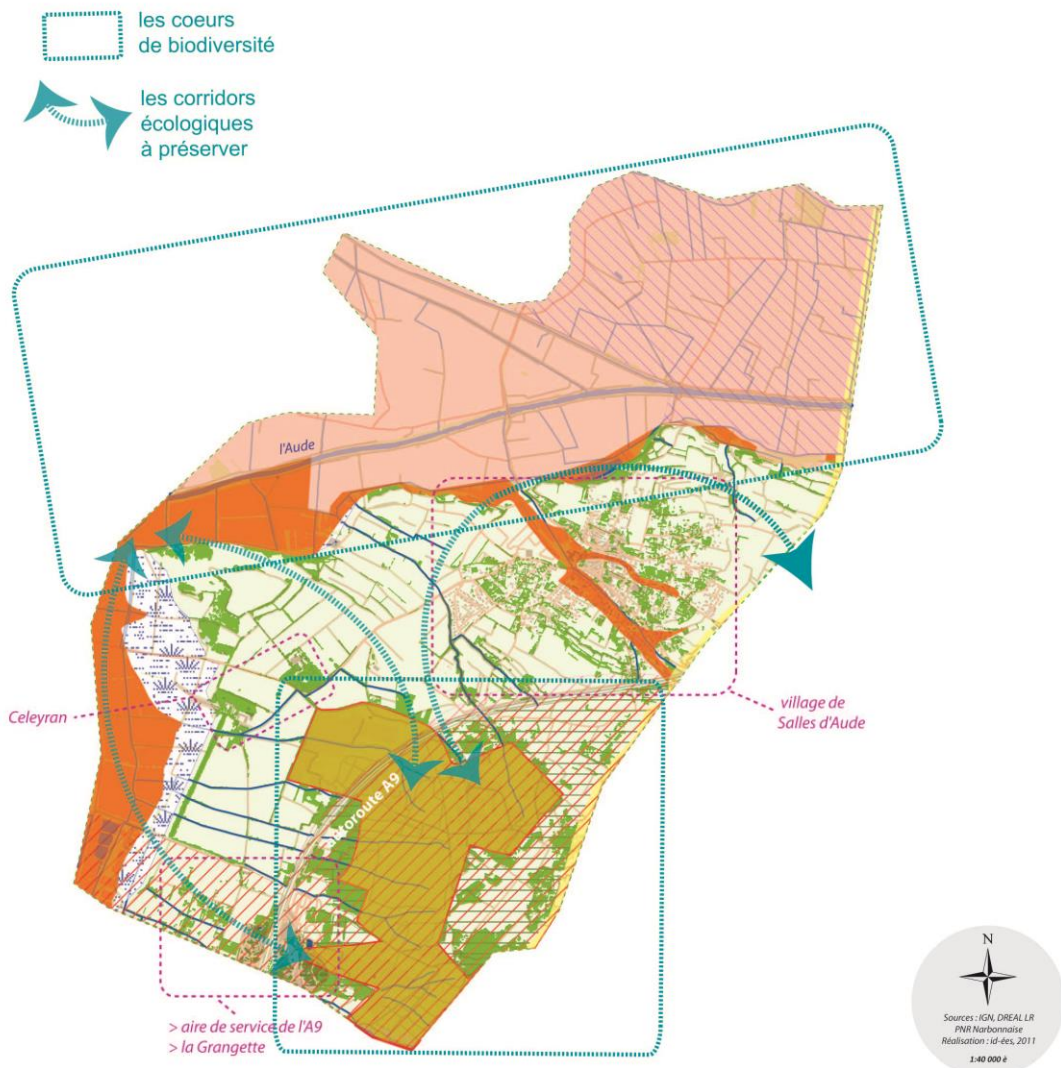 les coeurs
de biodiversité
les corridors
écologiques
à préserver
l'Aude
Celeyran
village de
Salles d'Aude
autoroute A9
> aire de service de l'A9
> la Grangette
N
Sources : IGN, DREAL LR
PNR Narbonnaise
Réalisation : id-ées, 2011
1:40 000 è